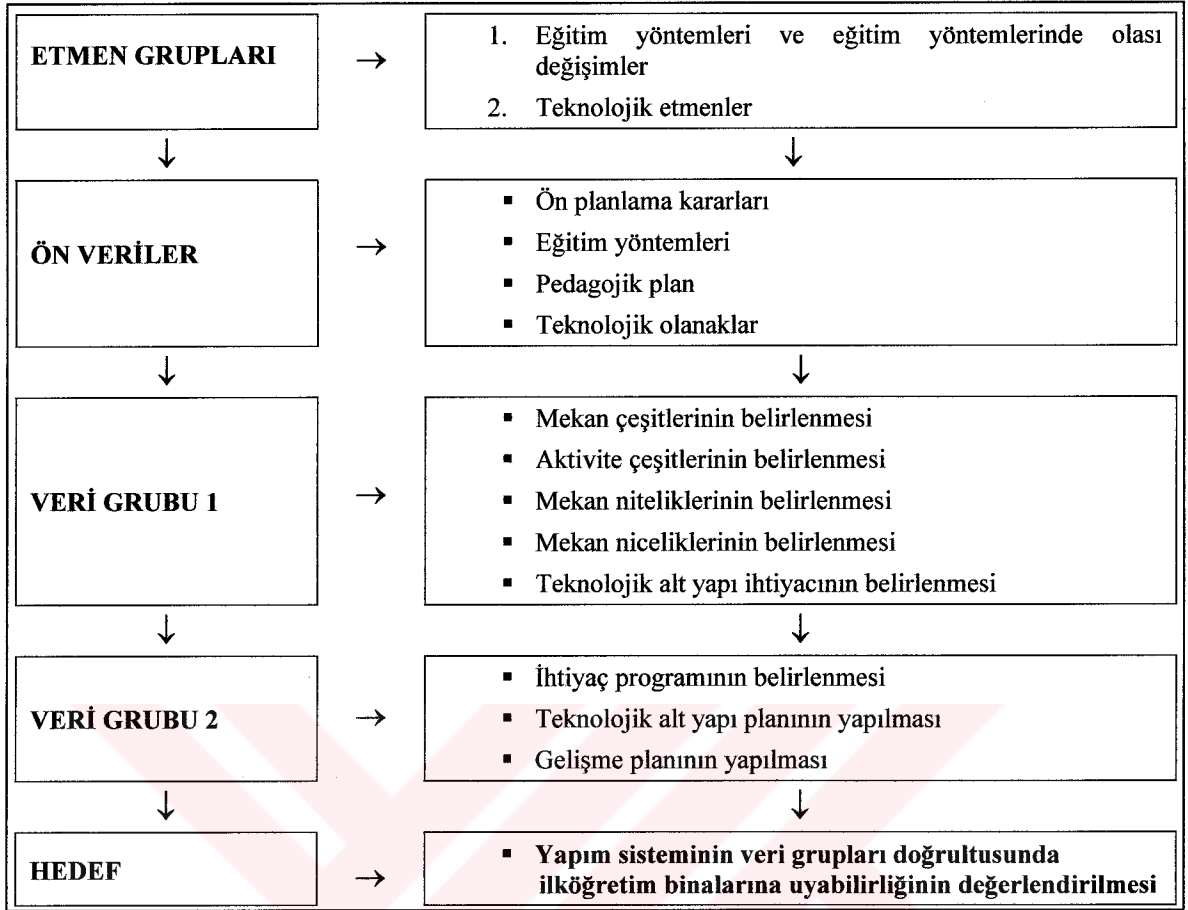 ETMEN GRUPLARI
→
1. Eğitim yöntemleri ve eğitim yöntemlerinde olası
değişimler
2. Teknolojik etmenler
↓
↓
ÖN VERİLER
→
▪ Ön planlama kararları
▪ Eğitim yöntemleri
▪ Pedagojik plan
▪ Teknolojik olanaklar
↓
↓
VERİ GRUBU 1
→
▪ Mekan çeşitlerinin belirlenmesi
▪ Aktivite çeşitlerinin belirlenmesi
▪ Mekan niteliklerinin belirlenmesi
▪ Mekan niceliklerinin belirlenmesi
▪ Teknolojik alt yapı ihtiyacının belirlenmesi
↓
↓
VERİ GRUBU 2
→
▪ İhtiyaç programının belirlenmesi
▪ Teknolojik alt yapı planının yapılması
▪ Gelişme planının yapılması
↓
↓
HEDEF
→
▪ Yapım sisteminin veri grupları doğrultusunda
ilköğretim binalarına uyabilirliğinin değerlendirilmesi